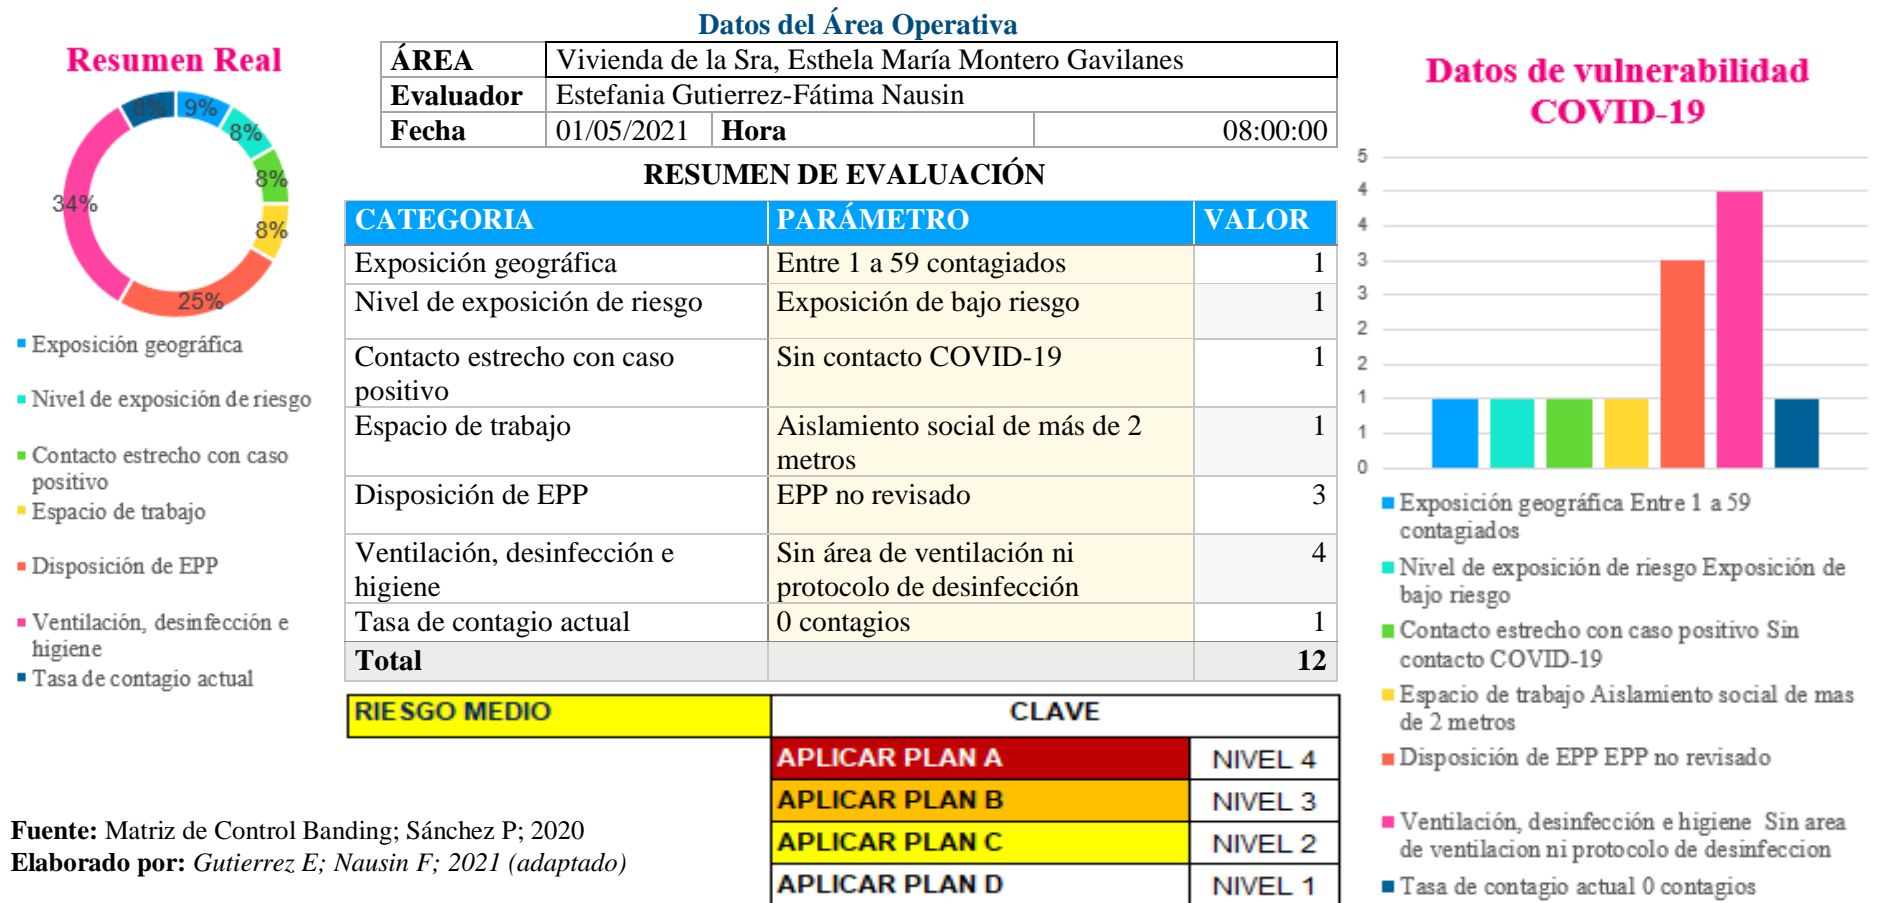 Datos del Área Operativa
ÁREA Vivienda de la Sra, Esthela María Montero Gavilanes
Evaluador Estefania Gutierrez-Fátima Nausin
Fecha 01/05/2021 Hora 08:00:00
Resumen Real
8% 9%
8%
8%
34%
8%
25%
Exposición geográfica
Nivel de exposición de riesgo
Contacto estrecho con caso
positivo
Espacio de trabajo
Disposición de EPP
Ventilación, desinfección e
higiene
Tasa de contagio actual
RESUMEN DE EVALUACIÓN
CATEGORIA PARÁMETRO VALOR
Exposición geográfica Entre 1 a 59 contagiados 1
Nivel de exposición de riesgo Exposición de bajo riesgo 1
Contacto estrecho con caso Sin contacto COVID-19 1
positivo
Espacio de trabajo Aislamiento social de más de 2 1
metros
Disposición de EPP EPP no revisado 3
Ventilación, desinfección e Sin área de ventilación ni 4
higiene protocolo de desinfección
Tasa de contagio actual 0 contagios 1
Total 12
RIESGO MEDIO CLAVE
APLICAR PLAN A NIVEL 4
APLICAR PLAN B NIVEL 3
APLICAR PLAN C NIVEL 2
APLICAR PLAN D NIVEL 1
Datos de vulnerabilidad
COVID-19
5
4
4
3
3
2
2
1
1
0
Exposición geográfica Entre 1 a 59
contagiados
Nivel de exposición de riesgo Exposición de
bajo riesgo
Contacto estrecho con caso positivo Sin
contacto COVID-19
Espacio de trabajo Aislamiento social de mas
de 2 metros
Disposición de EPP EPP no revisado
Ventilación, desinfección e higiene Sin area
de ventilacion ni protocolo de desinfeccion
Tasa de contagio actual 0 contagios
Fuente: Matriz de Control Banding; Sánchez P; 2020
Elaborado por: Gutierrez E; Nausin F; 2021 (adaptado)